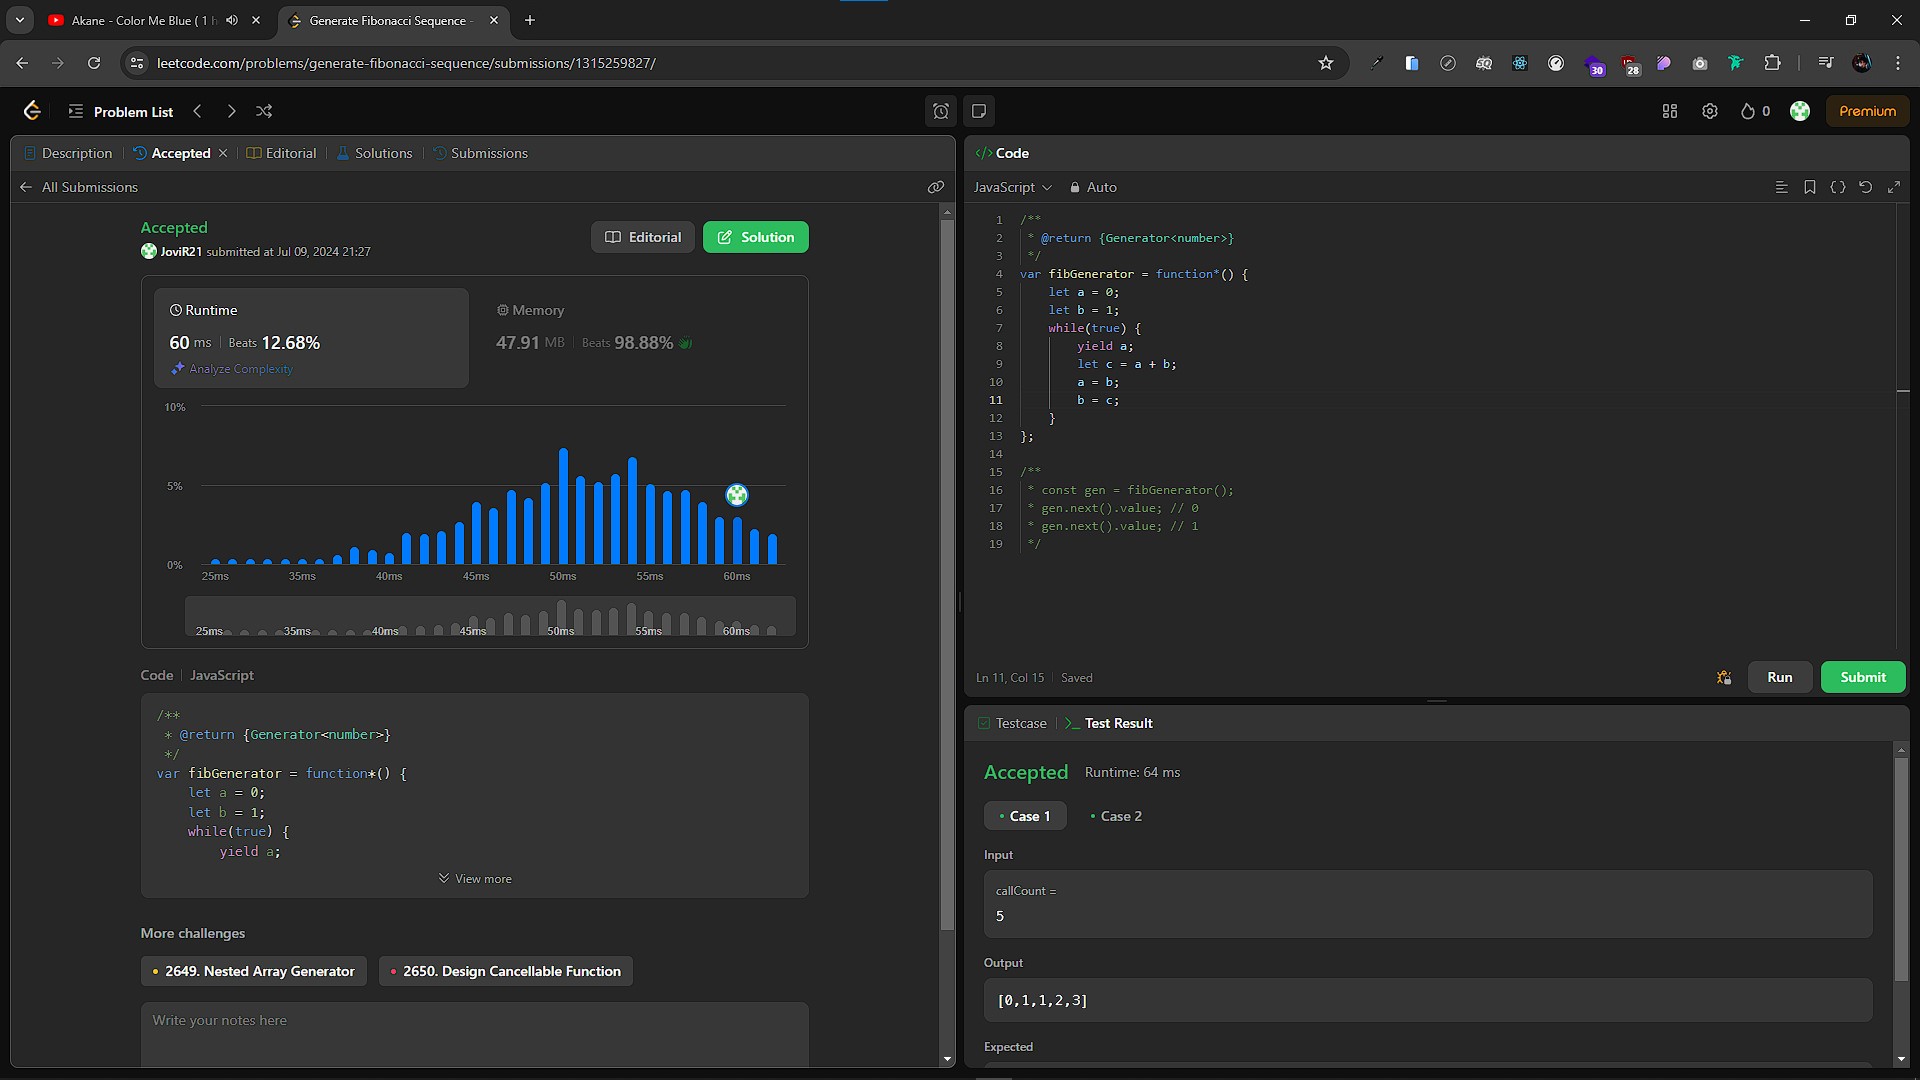 Akane - Color Me Blue ( 1 h
Generate Fibonacci Sequence -
leetcode.com/problems/generate-fibonacci-sequence/submissions/1315259827/
30
28
Problem List
0
Premium
Description
Accepted
Editorial
Solutions
Submissions
All Submissions
Accepted
JoviR21 submitted at Jul 09, 2024 21:27
Editorial
Solution
Runtime
60 ms | Beats 12.68%
Analyze Complexity
Memory
47.91 MB | Beats 98.88%
10%
5%
0%
25ms 35ms 40ms 45ms 50ms 55ms 60ms
25ms 35ms 40ms 45ms 50ms 55ms 60ms
Code | JavaScript
/**
 * @return {Generator<number>}
 */
var fibGenerator = function*() {
    let a = 0;
    let b = 1;
    while(true) {
        yield a;
View more
More challenges
2649. Nested Array Generator
2650. Design Cancellable Function
Write your notes here
</> Code
JavaScript
Auto
1 /**
2  * @return {Generator<number>}
3  */
4 var fibGenerator = function*() {
5     let a = 0;
6     let b = 1;
7     while(true) {
8         yield a;
9         let c = a + b;
10         a = b;
11         b = c;
12     }
13 };
14
15 /**
16  * const gen = fibGenerator();
17  * gen.next().value; // 0
18  * gen.next().value; // 1
19  */
Ln 11, Col 15 | Saved
Run
Submit
Testcase
>_ Test Result
Accepted
Runtime: 64 ms
• Case 1
• Case 2
Input
callCount =
5
Output
[0,1,1,2,3]
Expected